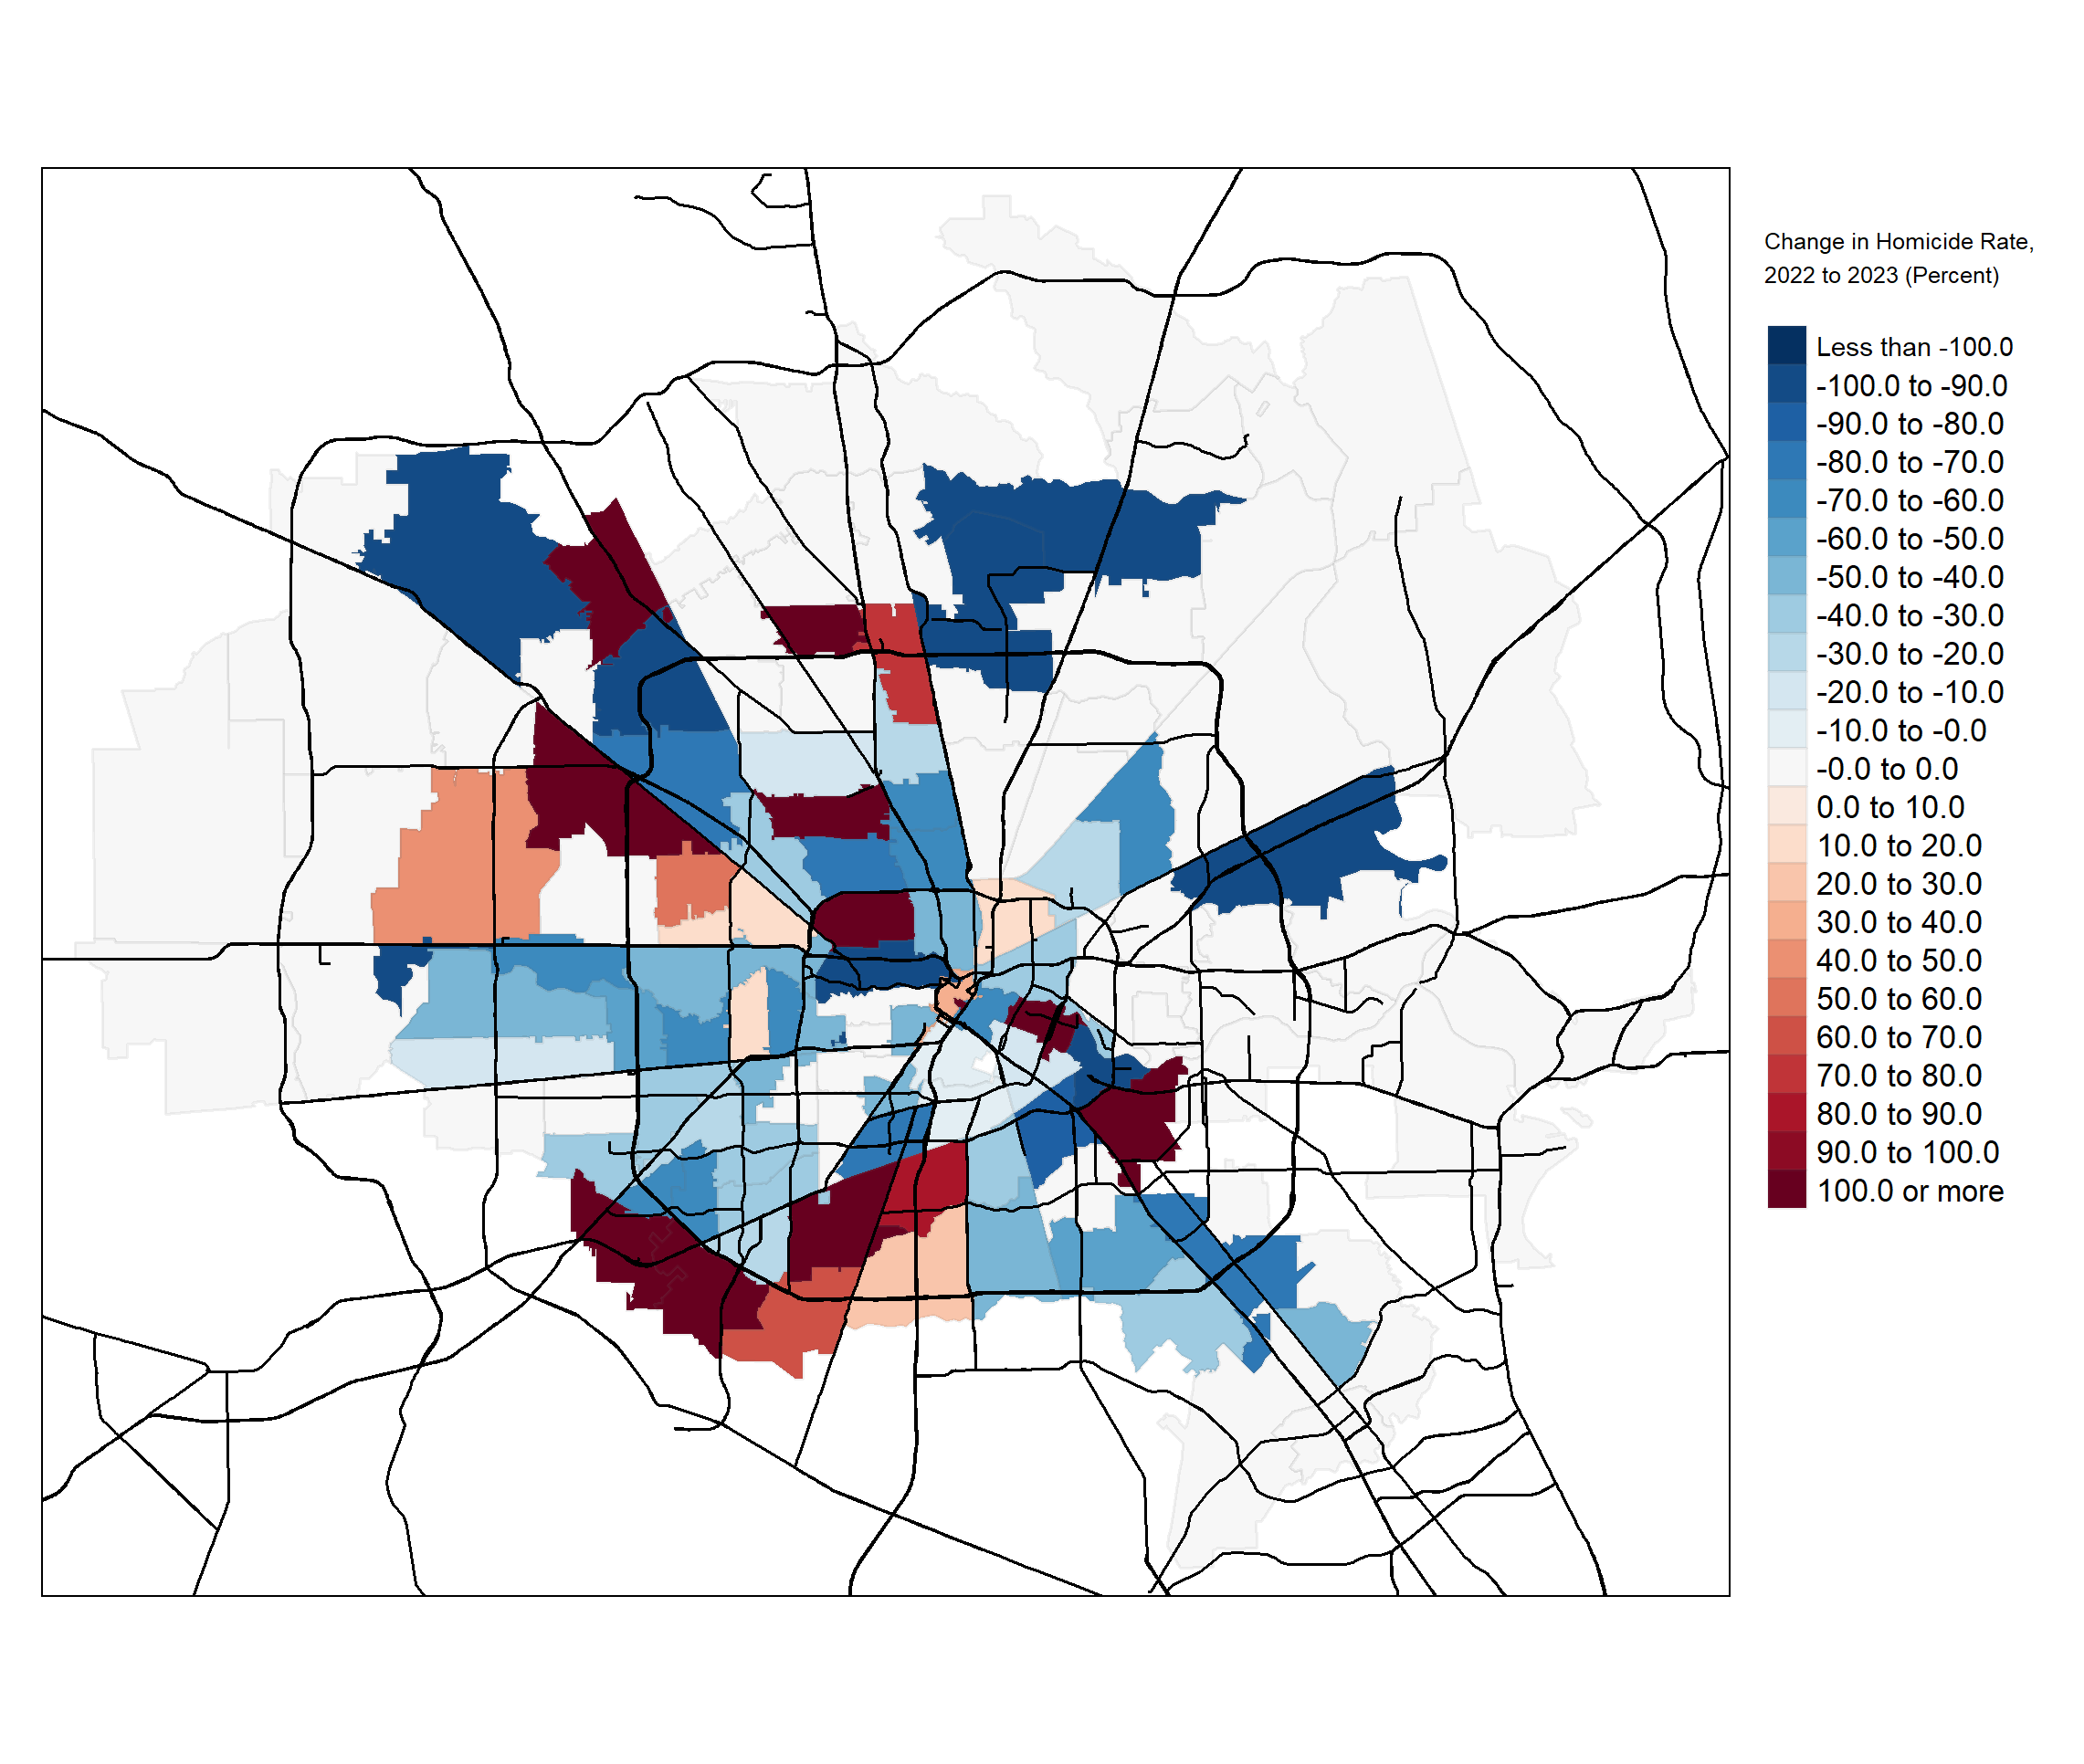 Change in Homicide Rate,
2022 to 2023 (Percent)
Less than -100.0
-100.0 to -90.0
-90.0 to -80.0
-80.0 to -70.0
-70.0 to -60.0
-60.0 to -50.0
-50.0 to -40.0
-40.0 to -30.0
-30.0 to -20.0
-20.0 to -10.0
-10.0 to -0.0
-0.0 to 0.0
0.0 to 10.0
10.0 to 20.0
20.0 to 30.0
30.0 to 40.0
40.0 to 50.0
50.0 to 60.0
60.0 to 70.0
70.0 to 80.0
80.0 to 90.0
90.0 to 100.0
100.0 or more